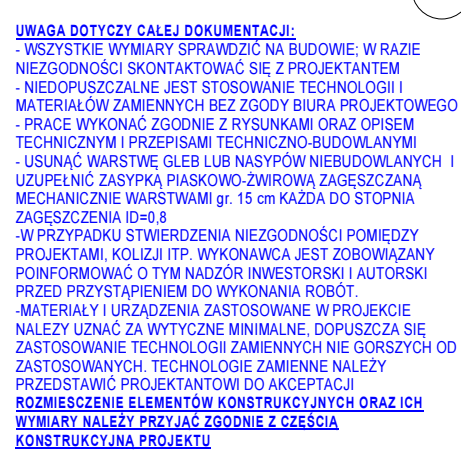 UWAGA DOTYCZY CAŁEJ DOKUMENTACJI:
- WSZYSTKIE WYMIARY SPRAWDZIĆ NA BUDOWIE; W RAZIE
NIEZGODNOŚCI SKONTAKTOWAĆ SIĘ Z PROJEKTANTEM
- NIEDOPUSZCZALNE JEST STOSOWANIE TECHNOLOGII I
MATERIAŁÓW ZAMIENNYCH BEZ ZGODY BIURA PROJEKTOWEGO
- PRACE WYKONAĆ ZGODNIE Z RYSUNKAMI ORAZ OPISEM
TECHNICZNYM I PRZEPISAMI TECHNICZNO-BUDOWLANYMI
- USUNĄĆ WARSTWĘ GLEB LUB NASYPÓW NIEBUDOWLANYCH I
UZUPEŁNIĆ ZASYPKĄ PIASKOWO-ŻWIROWĄ ZAGĘSZCZANĄ
MECHANICZNIE WARSTWAMI gr. 15 cm KAŻDA DO STOPNIA
ZAGĘSZCZENIA ID=0,8
-W PRZYPADKU STWIERDZENIA NIEZGODNOŚCI POMIĘDZY
PROJEKTAMI, KOLIZJI ITP. WYKONAWCA JEST ZOBOWIĄZANY
POINFORMOWAĆ O TYM NADZÓR INWESTORSKI I AUTORSKI
PRZED PRZYSTĄPIENIEM DO WYKONANIA ROBÓT.
-MATERIAŁY I URZĄDZENIA ZASTOSOWANE W PROJEKCIE
NALEZY UZNAĆ ZA WYTYCZNE MINIMALNE, DOPUSZCZA SIĘ
ZASTOSOWANIE TECHNOLOGII ZAMIENNYCH NIE GORSZYCH OD
ZASTOSOWANYCH. TECHNOLOGIE ZAMIENNE NALEŻY
PRZEDSTAWIĆ PROJEKTANTOWI DO AKCEPTACJI
ROZMIESCZENIE ELEMENTÓW KONSTRUKCYJNYCH ORAZ ICH
WYMIARY NALEŻY PRZYJAĆ ZGODNIE Z CZĘŚCIĄ
KONSTRUKCYJNĄ PROJEKTU